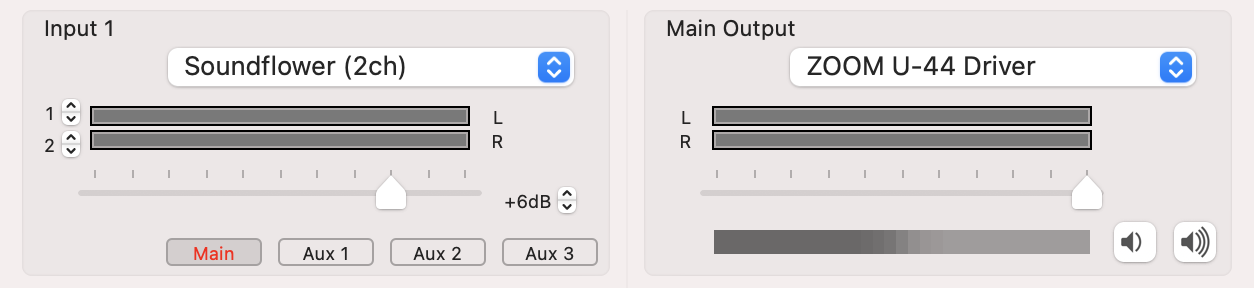 Input 1
Soundflower (2ch)
1
L
2
R
+6dB
Main
Aux 1
Aux 2
Aux 3
Main Output
ZOOM U-44 Driver
L
R